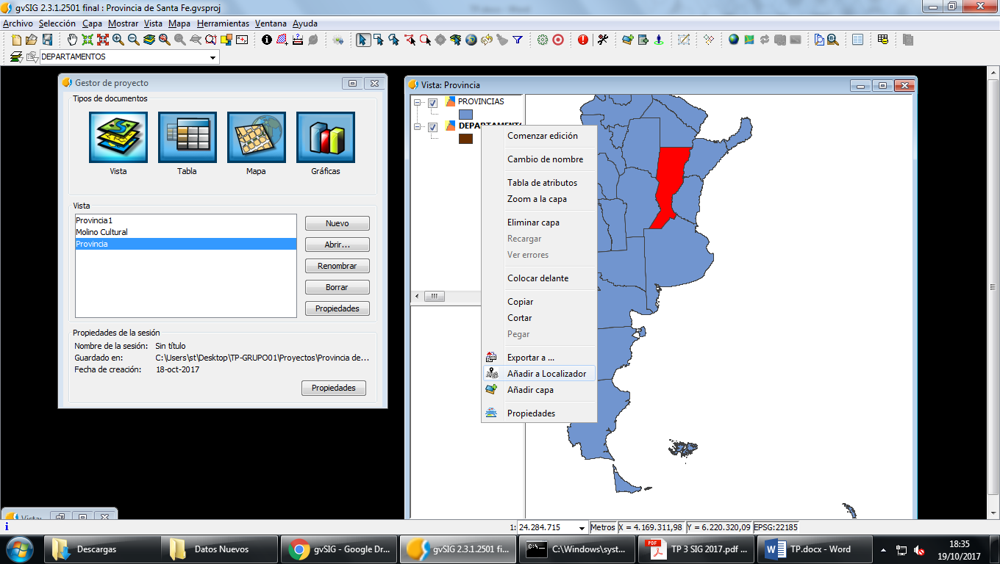 gvSIG 2.3.1.2501 final : Provincia de Santa Fe.gvsproj
Archivo Selección Capa Mostrar Vista Mapa Herramientas Ventana Ayuda
DEPARTAMENTOS
Gestor de proyecto
Tipos de documentos
Vista Tabla Mapa Gráficas
Vista
Provincia1
Molino Cultural
Provincia
Nuevo
Abrir...
Renombrar
Borrar
Propiedades
Propiedades de la sesión
Nombre de la sesión: Sin título
Guardado en: C:\Users\st\Desktop\TP-GRUPO01\Proyectos\Provincia de...
Fecha de creación: 18-oct-2017
Propiedades
Vista: Provincia
PROVINCIAS
DEPARTAMENTO
Comenzar edición
Cambio de nombre
Tabla de atributos
Zoom a la capa
Eliminar capa
Recargar
Ver errores
Colocar delante
Copiar
Cortar
Pegar
Exportar a ...
Añadir a Localizador
Añadir capa
Propiedades
Vista:
1: 24.284.715 Metros X = 4.169.311,98 Y = 6.220.320,09 EPSG:22185
Descargas
Datos Nuevos
gvSIG - Google Dr...
gvSIG 2.3.1.2501 fi...
C:\Windows\syst...
TP 3 SIG 2017.pdf ...
TP.docx - Word
18:35
19/10/2017